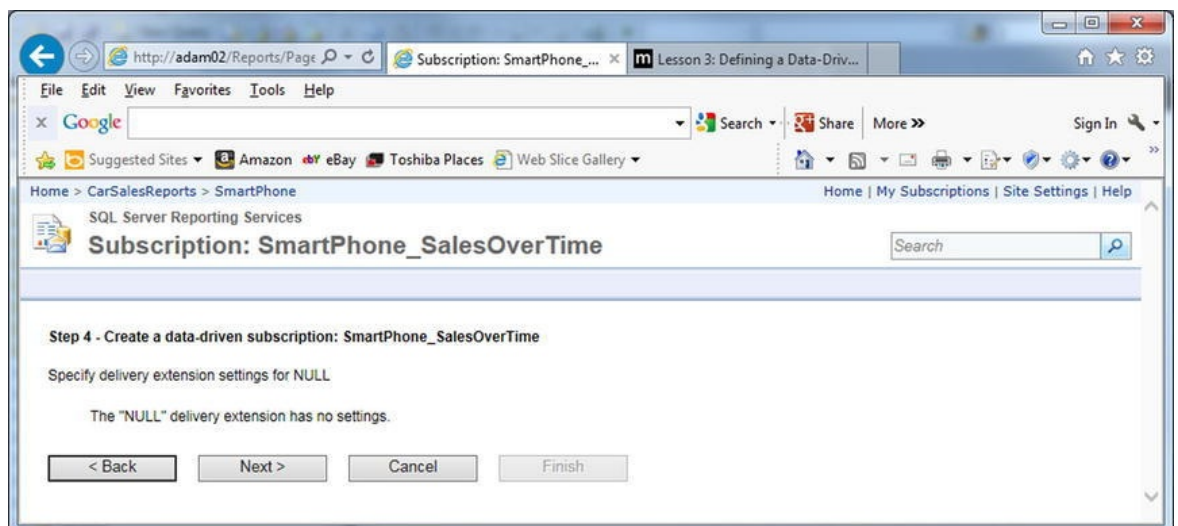 http://adam02/Reports/Page
Subscription: SmartPhone_...
Lesson 3: Defining a Data-Driv...
File Edit View Favorites Tools Help
x Google
Search
Share
More »
Sign In
Suggested Sites
Amazon
ebY eBay
Toshiba Places
Web Slice Gallery
Home > CarSalesReports > SmartPhone
Home | My Subscriptions | Site Settings | Help
SQL Server Reporting Services
Subscription: SmartPhone_SalesOverTime
Search
Step 4 - Create a data-driven subscription: SmartPhone_SalesOverTime
Specify delivery extension settings for NULL
The "NULL" delivery extension has no settings.
< Back
Next >
Cancel
Finish